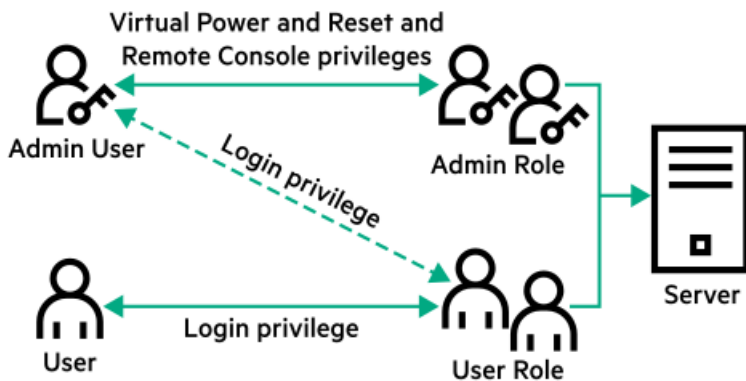 Virtual Power and Reset and
Remote Console privileges
Admin User
Admin Role
Login privilege
Server
Login privilege
User
User Role